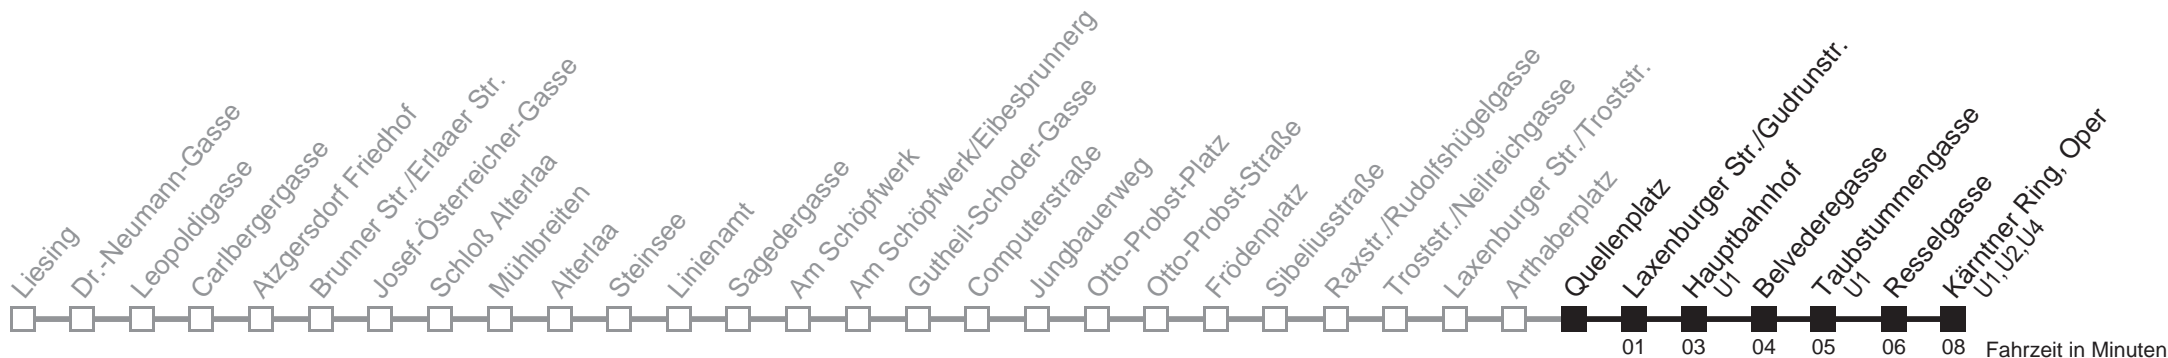 Liesing
Dr.-Neumann-Gasse
Leopoldigasse
Carlbergergasse
Atzgersdorf Friedhof
Brunner Str./Erlaaer Str.
Josef-Österreicher-Gasse
Schloß Alterlaa
Mühlbreiten
Alterlaa
Steinsee
Linienamt
Sagedergasse
Am Schöpfwerk
Am Schöpfwerk/Eibesbrunnerg
Gutheil-Schoder-Gasse
Computerstraße
Jungbauerweg
Otto-Probst-Platz
Otto-Probst-Straße
Frödenplatz
Sibeliusstraße
Raxstr./Rudolfshügelgasse
Troststr./Neilreichgasse
Laxenburger Str./Troststr.
Arthaberplatz
Quellenplatz
Laxenburger Str./Gudrunstr.
Hauptbahnhof
U1
Belvederegasse
Taubstummengasse
U1
Resselgasse
Kärntner Ring, Oper
U1,U2,U4
01 03 04 05 06 08 Fahrzeit in Minuten